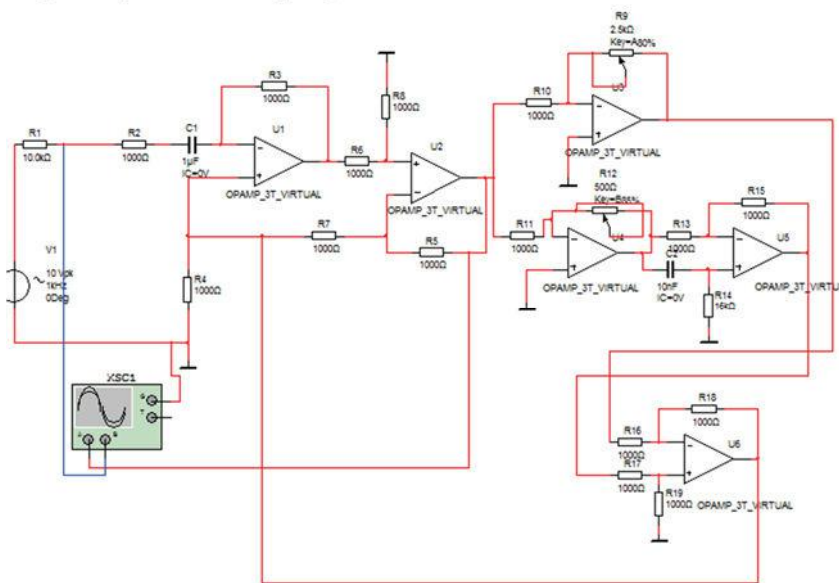 R1
10.0kΩ
R2
1000Ω
C1
1µF
IC=0V
R3
1000Ω
U1
OPAMP_3T_VIRTUAL
R8
1000Ω
R6
1000Ω
U2
OPAMP_3T_VIRTUAL
R7
1000Ω
R5
1000Ω
R4
1000Ω
V1
10 Vpk
1kHz
0Deg
XSC1
G
T
A
B
R9
2.5kΩ
Key=A80%
R10
1000Ω
U3
OPAMP_3T_VIRTUAL
R12
500Ω
R11
1000Ω
U4
OPAMP_3T_VIRTUAL
R13
1000Ω
C2
10nF
IC=0V
R15
1000Ω
U5
OPAMP_3T_VIRTUAL
R14
16kΩ
R16
1000Ω
R17
1000Ω
R18
1000Ω
U6
R19
1000Ω
OPAMP_3T_VIRTUAL